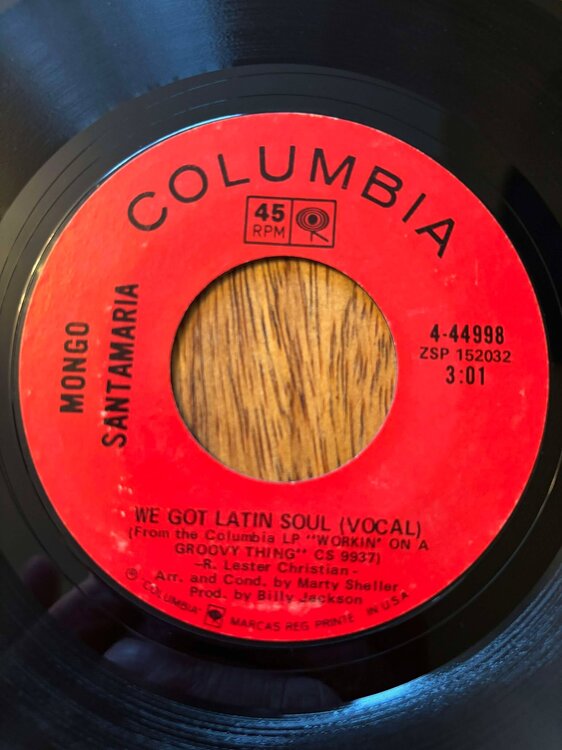 COLUMBIA
45
RPM
MONGO
SANTAMARIA
4-44998
ZSP 152032
3:01
WE GOT LATIN SOUL (VOCAL)
(From the Columbia LP "WORKIN' ON A
GROOVY THING" CS 9937)
-R. Lester Christian-
Arr. and Cond. by Marty Sheller
Prod. by Billy Jackson
℗ "COLUMBIA" MARCAS REG. PRINTED IN U.S.A.